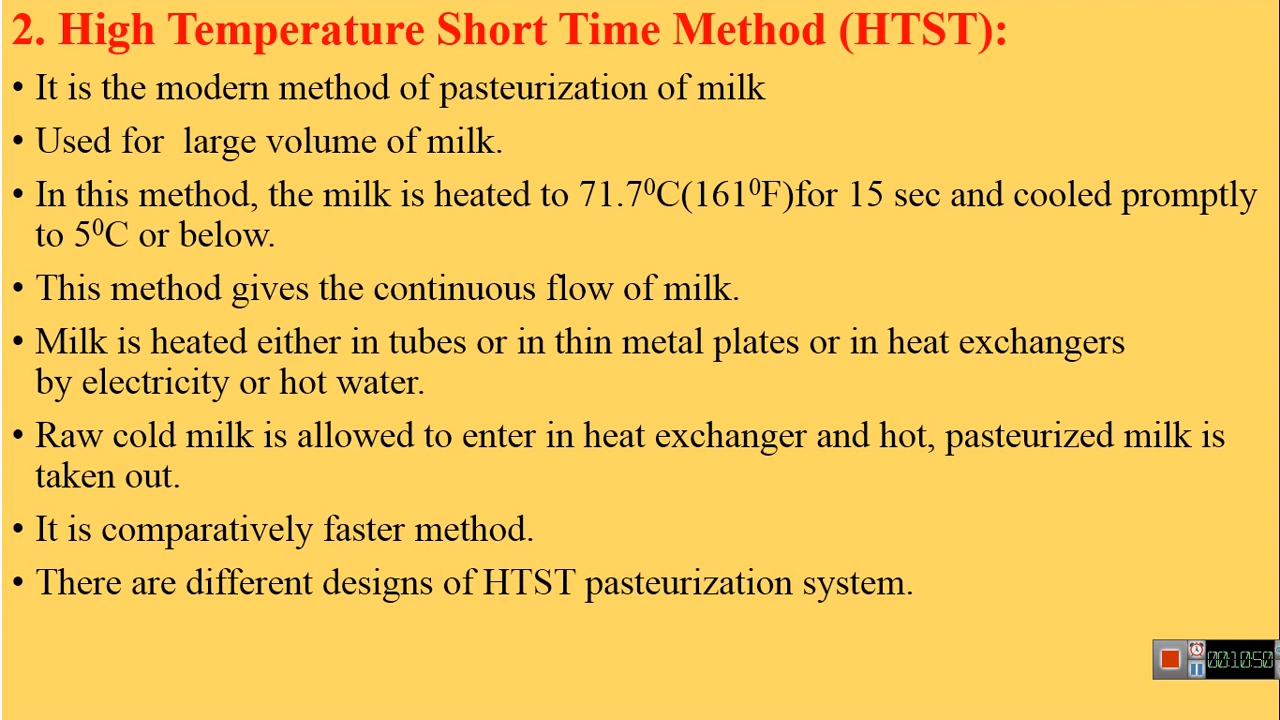 2. High Temperature Short Time Method (HTST):
• It is the modern method of pasteurization of milk
• Used for  large volume of milk.
• In this method, the milk is heated to 71.7⁰C(161⁰F)for 15 sec and cooled promptly
to 5⁰C or below.
• This method gives the continuous flow of milk.
• Milk is heated either in tubes or in thin metal plates or in heat exchangers
by electricity or hot water.
• Raw cold milk is allowed to enter in heat exchanger and hot, pasteurized milk is
taken out.
• It is comparatively faster method.
• There are different designs of HTST pasteurization system.
00:10:50